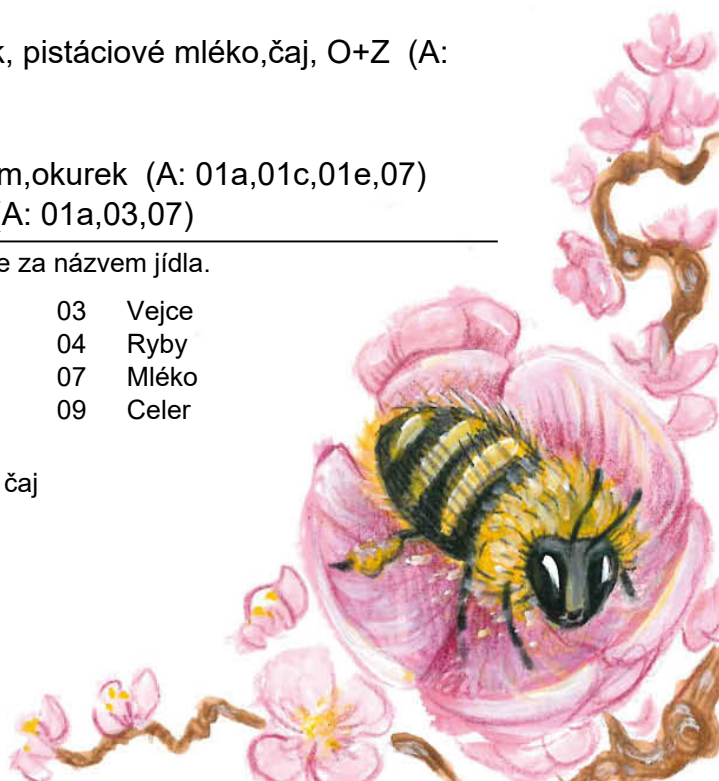 pistáciové mléko,čaj, O+Z (A:
okurek (A: 01a,01c,01e,07)
(A: 01a,03,07)
za názvem jídla.
03 Vejce
04 Ryby
07 Mléko
09 Celer
čaj